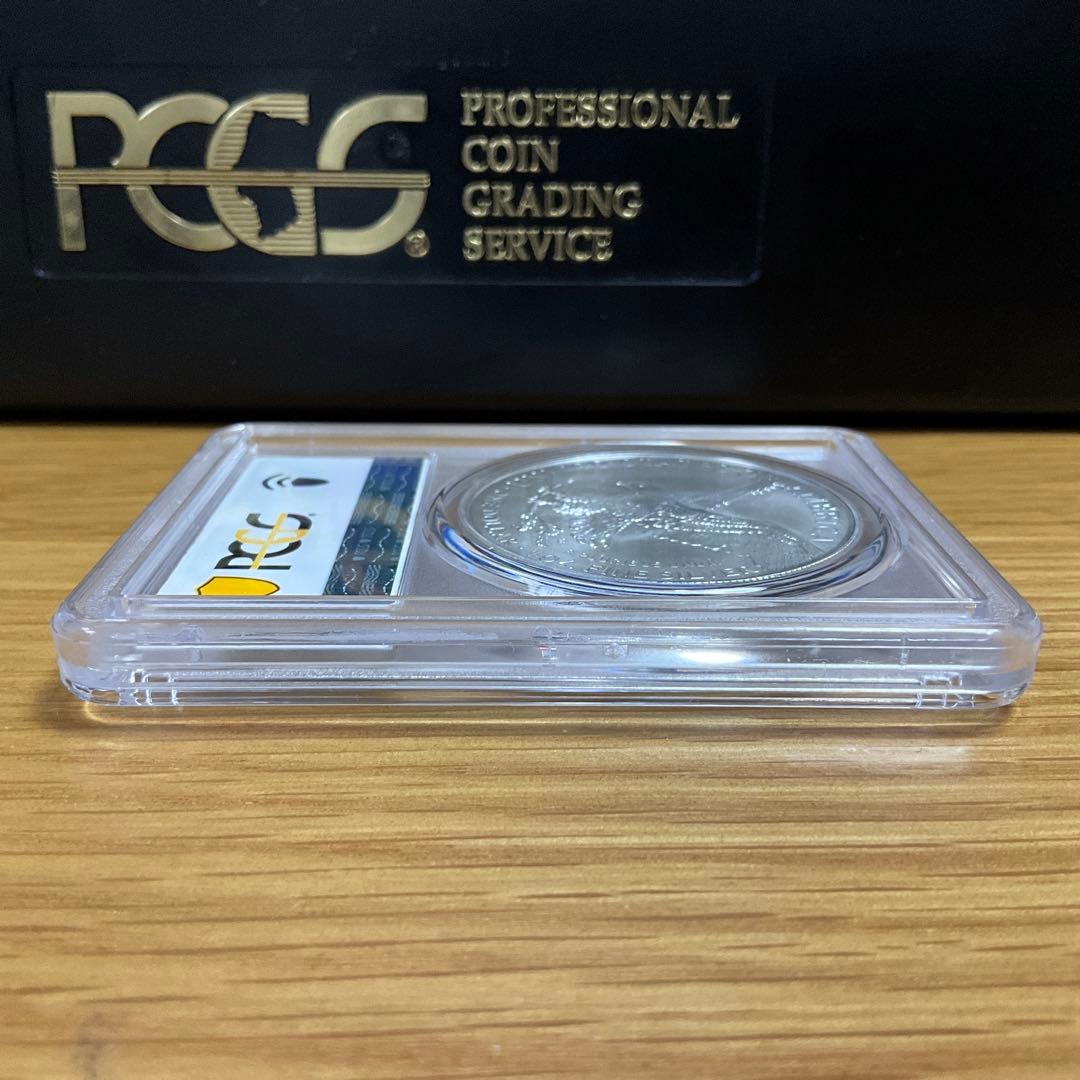 PCGS®
PROFESSIONAL
COIN
GRADING
SERVICE
PCGS